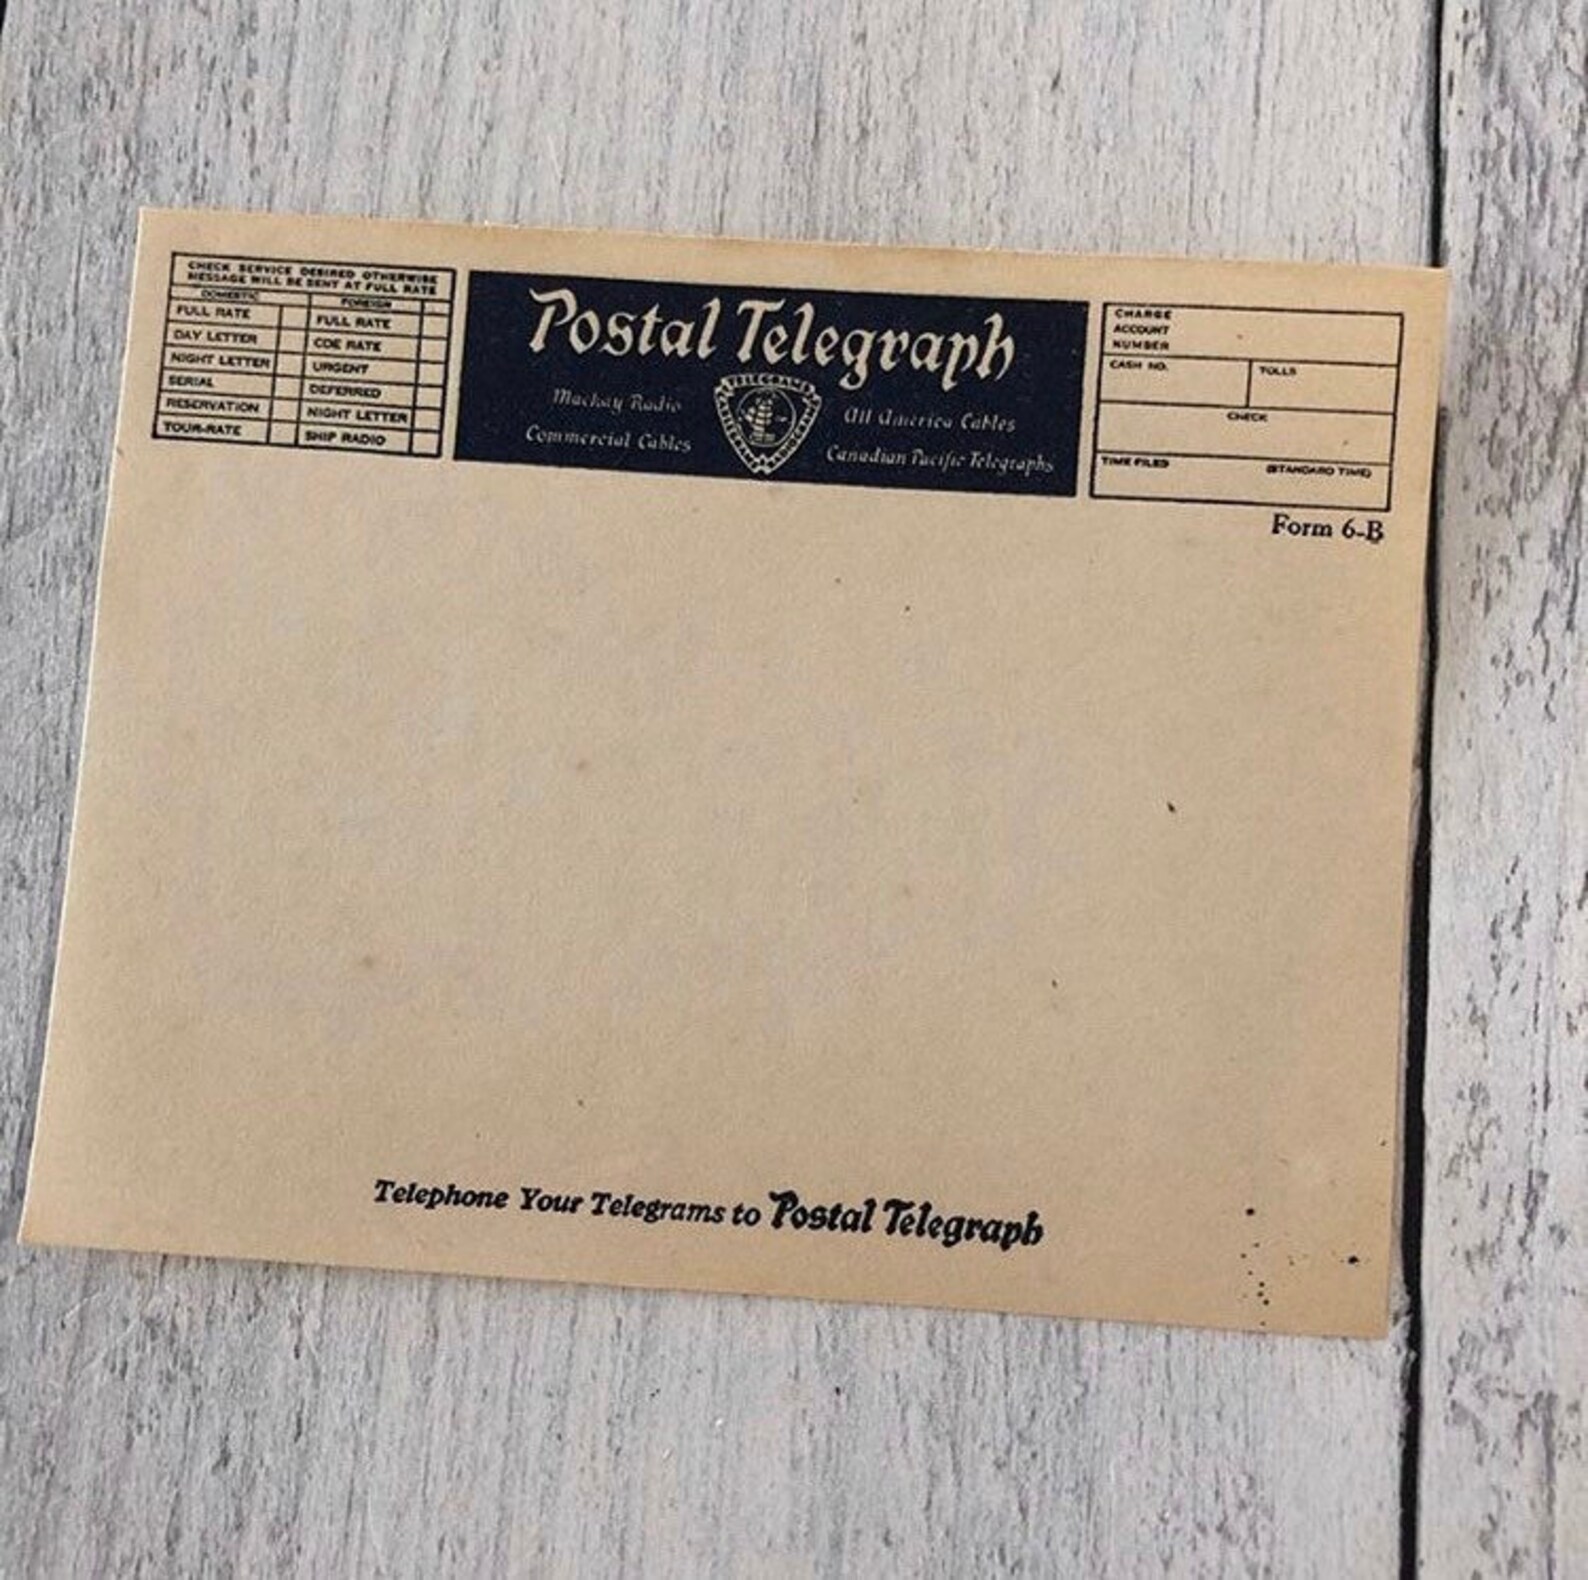 CHECK SERVICE DESIRED OTHERWISE
MESSAGE WILL BE SENT AT FULL RATE
DOMESTIC FOREIGN
FULL RATE FULL RATE
DAY LETTER CDE RATE
NIGHT LETTER URGENT
SERIAL DEFERRED
RESERVATION NIGHT LETTER
TOUR-RATE SHIP RADIO
Postal Telegraph
Mackay Radio All America Cables
Commercial Cables Canadian Pacific Telegraphs
CHARGE
ACCOUNT
NUMBER
CASH NO. TOLLS
CHECK
TIME FILED (STANDARD TIME)
Form 6-B
Telephone Your Telegrams to Postal Telegraph